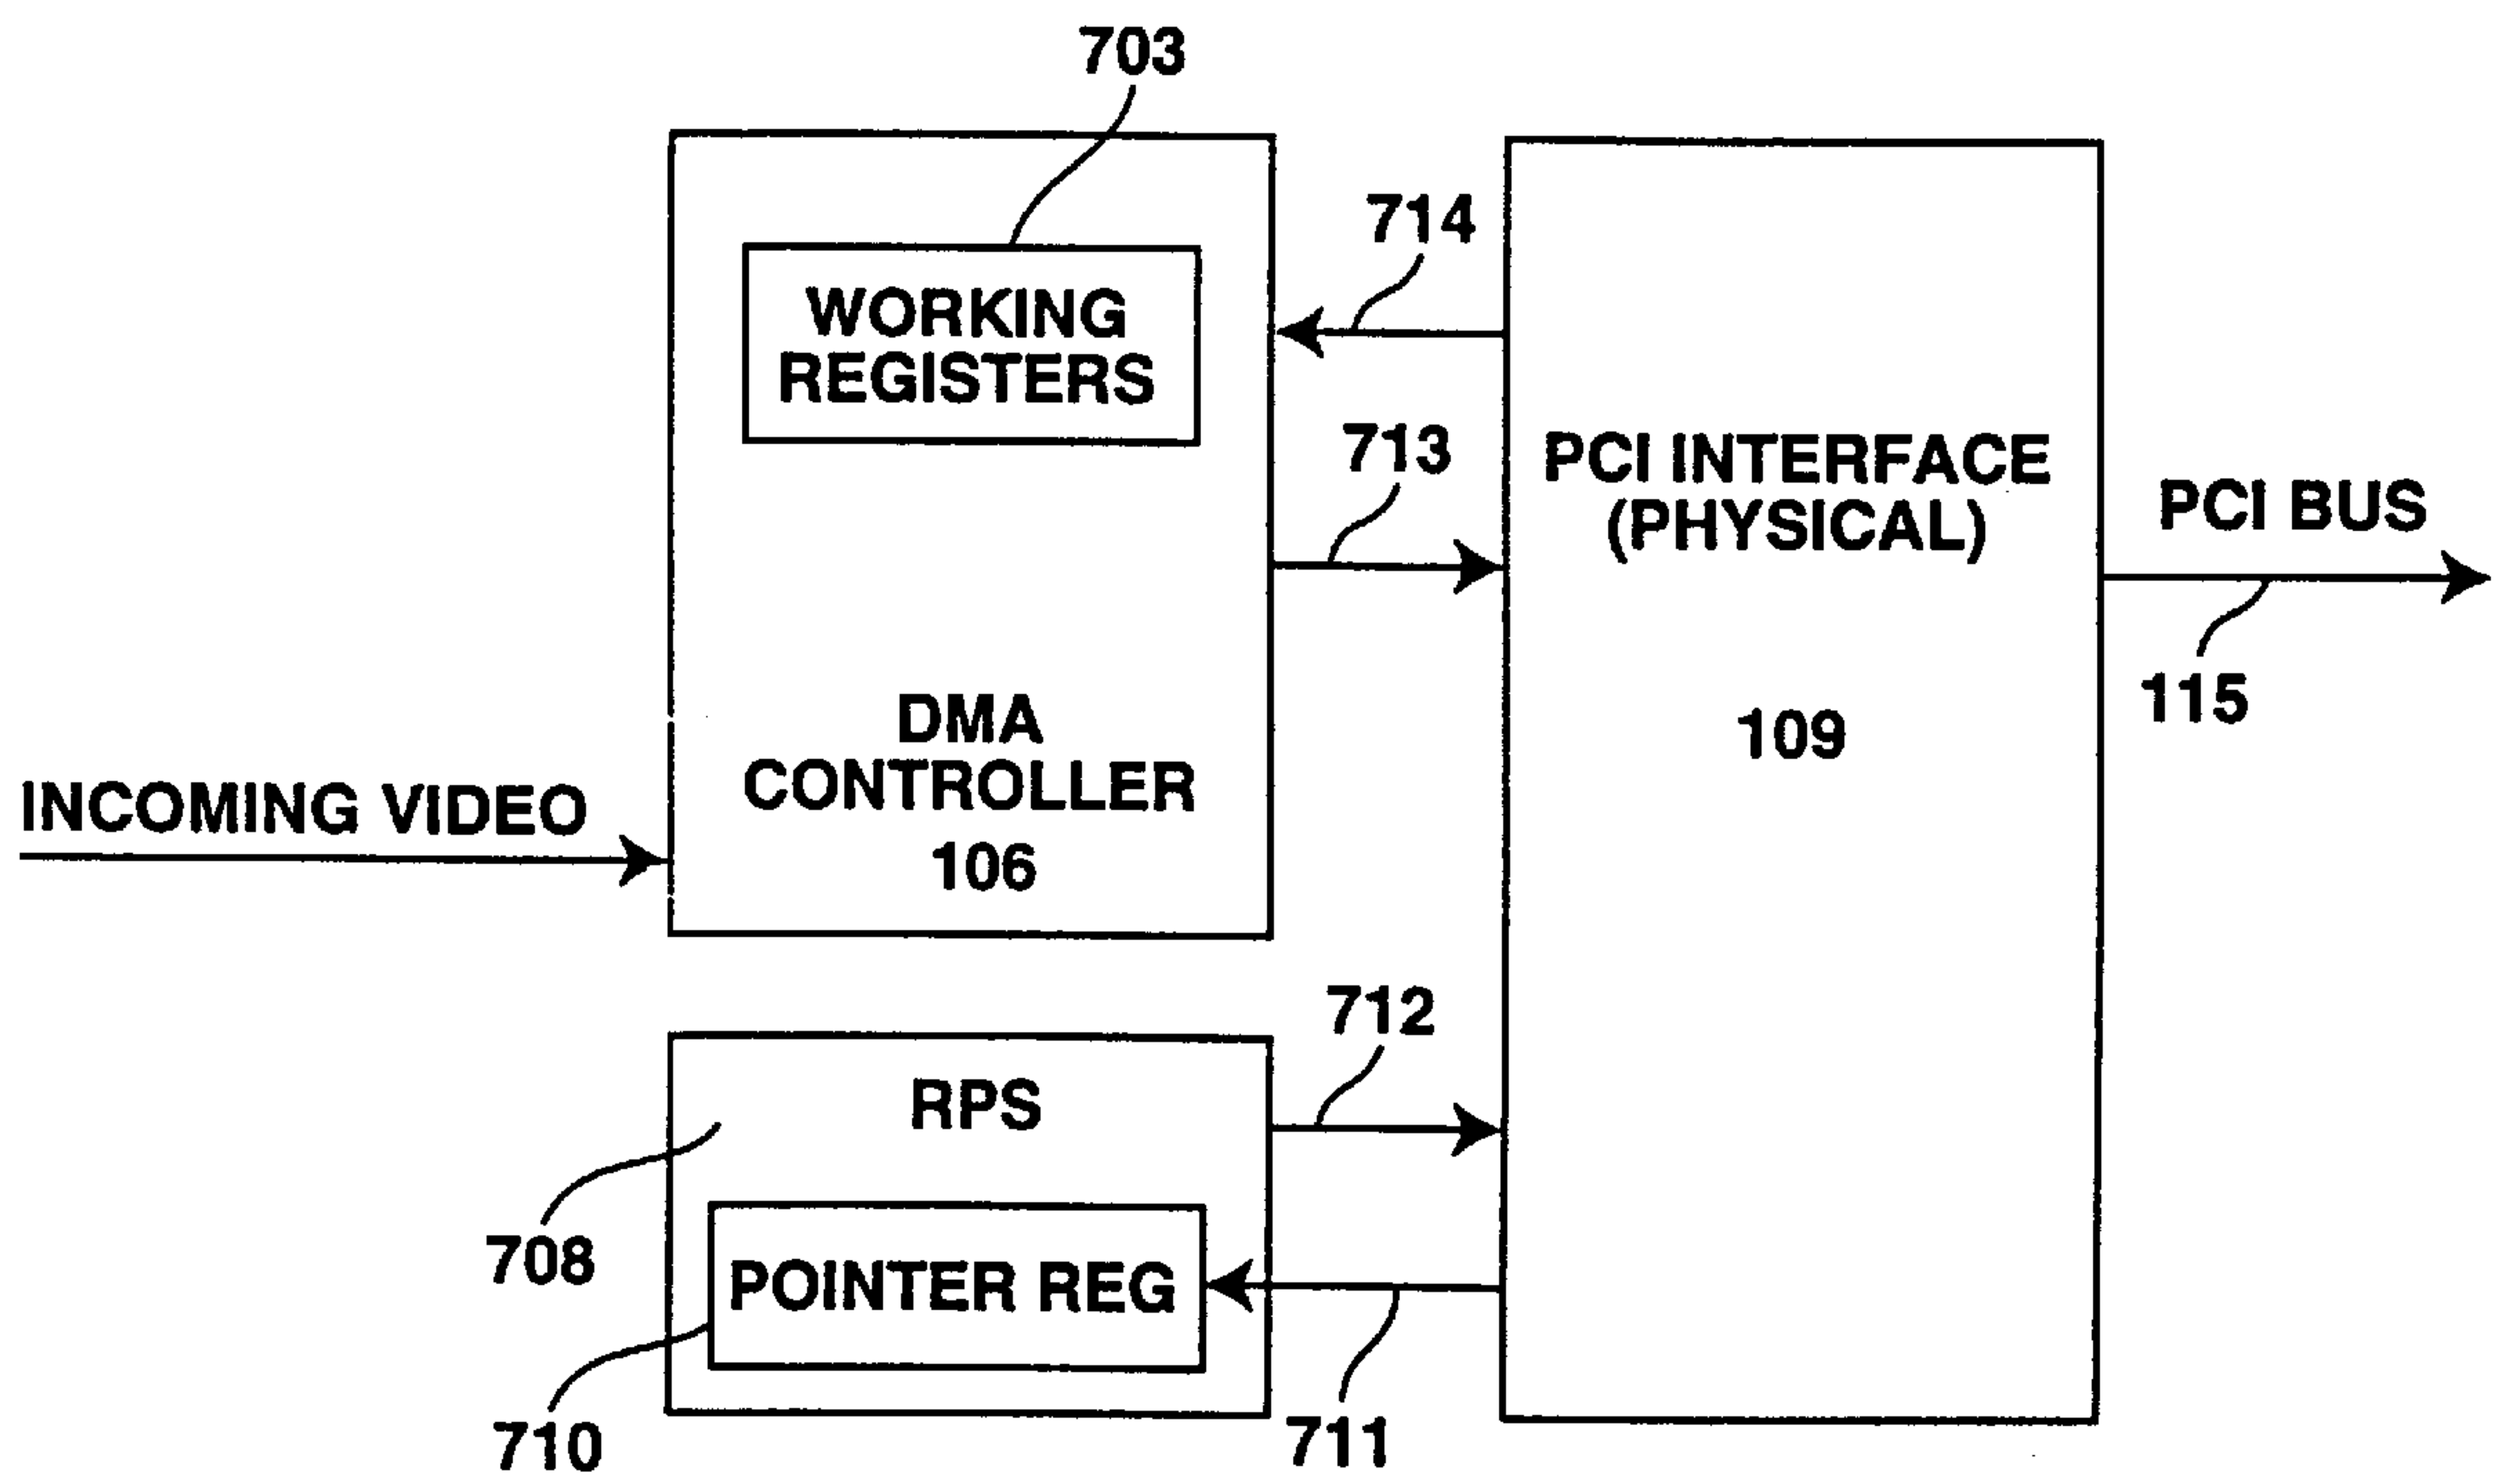 703
714
WORKING
REGISTERS
713
PCI INTERFACE
(PHYSICAL)
109
PCI BUS
115
DMA
CONTROLLER
106
INCOMING VIDEO
712
RPS
708
POINTER REG
710
711